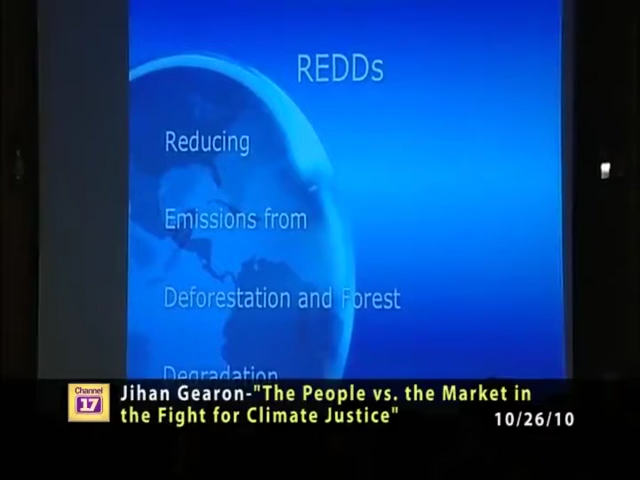 REDDs
Reducing
Emissions from
Deforestation and Forest
Degradation
Channel
17
Jihan Gearon-"The People vs. the Market in
the Fight for Climate Justice"
10/26/10